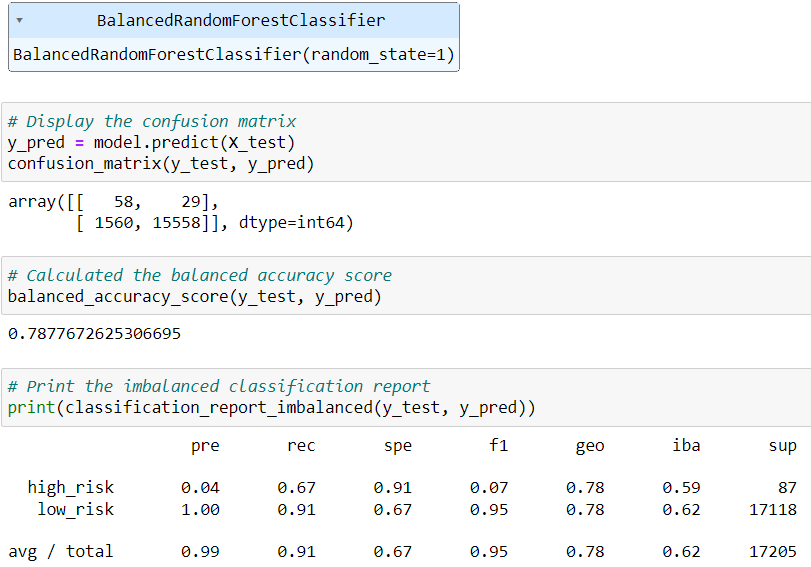 ▾ BalancedRandomForestClassifier
BalancedRandomForestClassifier(random_state=1)
# Display the confusion matrix
y_pred = model.predict(X_test)
confusion_matrix(y_test, y_pred)
array([[   58,    29],
       [ 1560, 15558]], dtype=int64)
# Calculated the balanced accuracy score
balanced_accuracy_score(y_test, y_pred)
0.7877672625306695
# Print the imbalanced classification report
print(classification_report_imbalanced(y_test, y_pred))
                   pre       rec       spe        f1       geo       iba       sup
  high_risk       0.04      0.67      0.91      0.07      0.78      0.59        87
   low_risk       1.00      0.91      0.67      0.95      0.78      0.62     17118
avg / total       0.99      0.91      0.67      0.95      0.78      0.62     17205